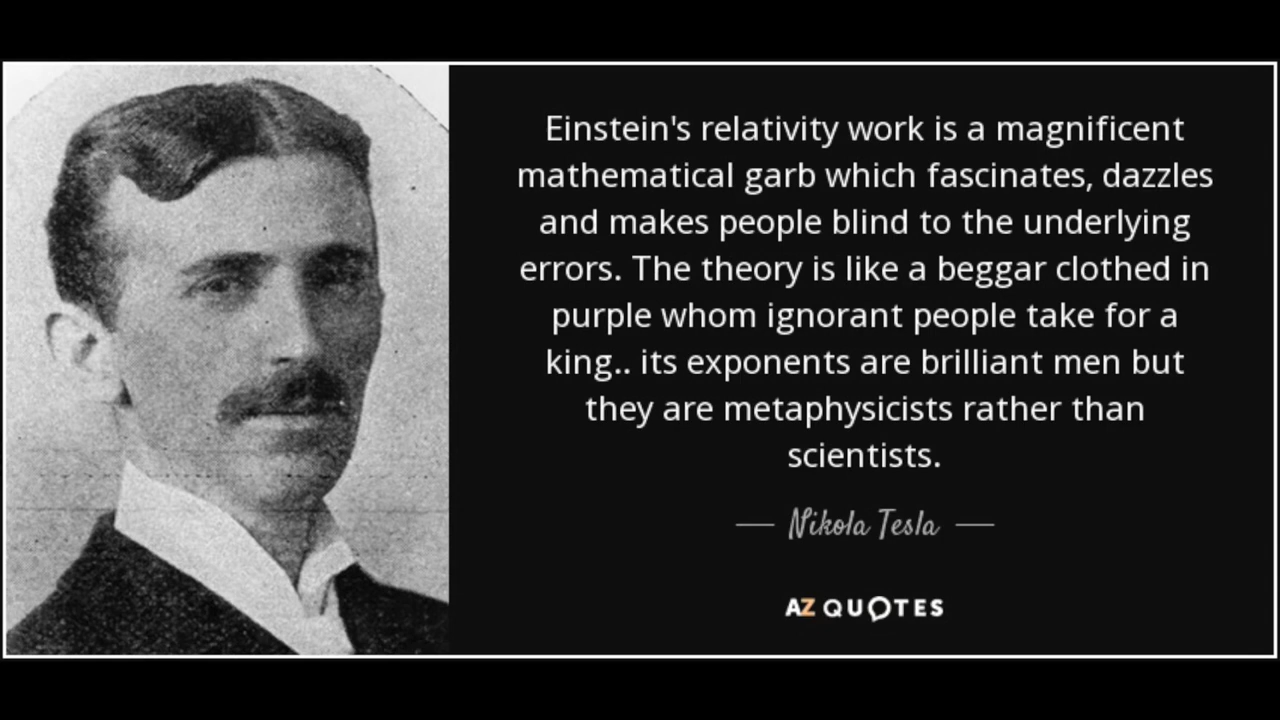 Einstein's relativity work is a magnificent
mathematical garb which fascinates, dazzles
and makes people blind to the underlying
errors. The theory is like a beggar clothed in
purple whom ignorant people take for a
king.. its exponents are brilliant men but
they are metaphysicists rather than
scientists.
— Nikola Tesla —
AZ QUOTES